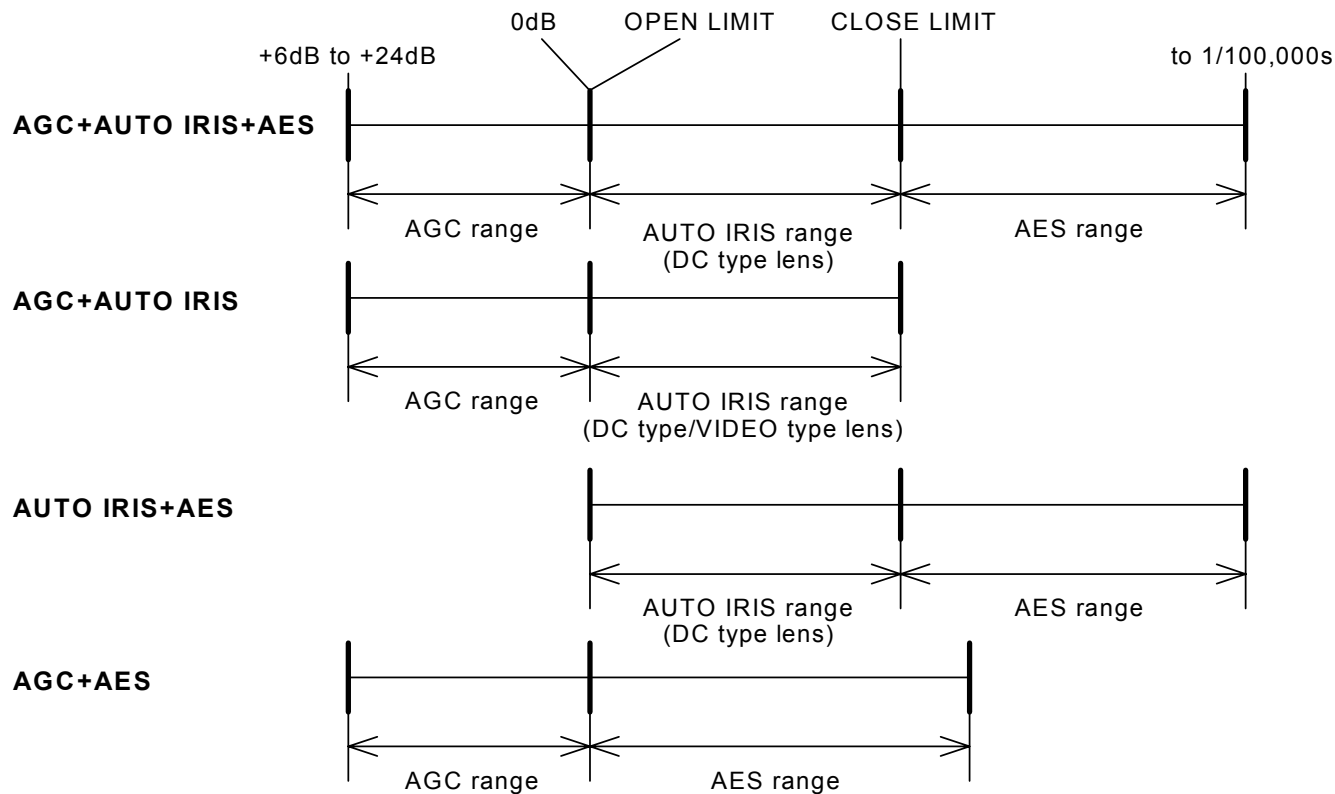 0dB OPEN LIMIT CLOSE LIMIT
+6dB to +24dB to 1/100,000s
AGC+AUTO IRIS+AES
AGC range AUTO IRIS range AES range
(DC type lens)
AGC+AUTO IRIS
AGC range AUTO IRIS range
(DC type/VIDEO type lens)
AUTO IRIS+AES
AUTO IRIS range AES range
(DC type lens)
AGC+AES
AGC range AES range